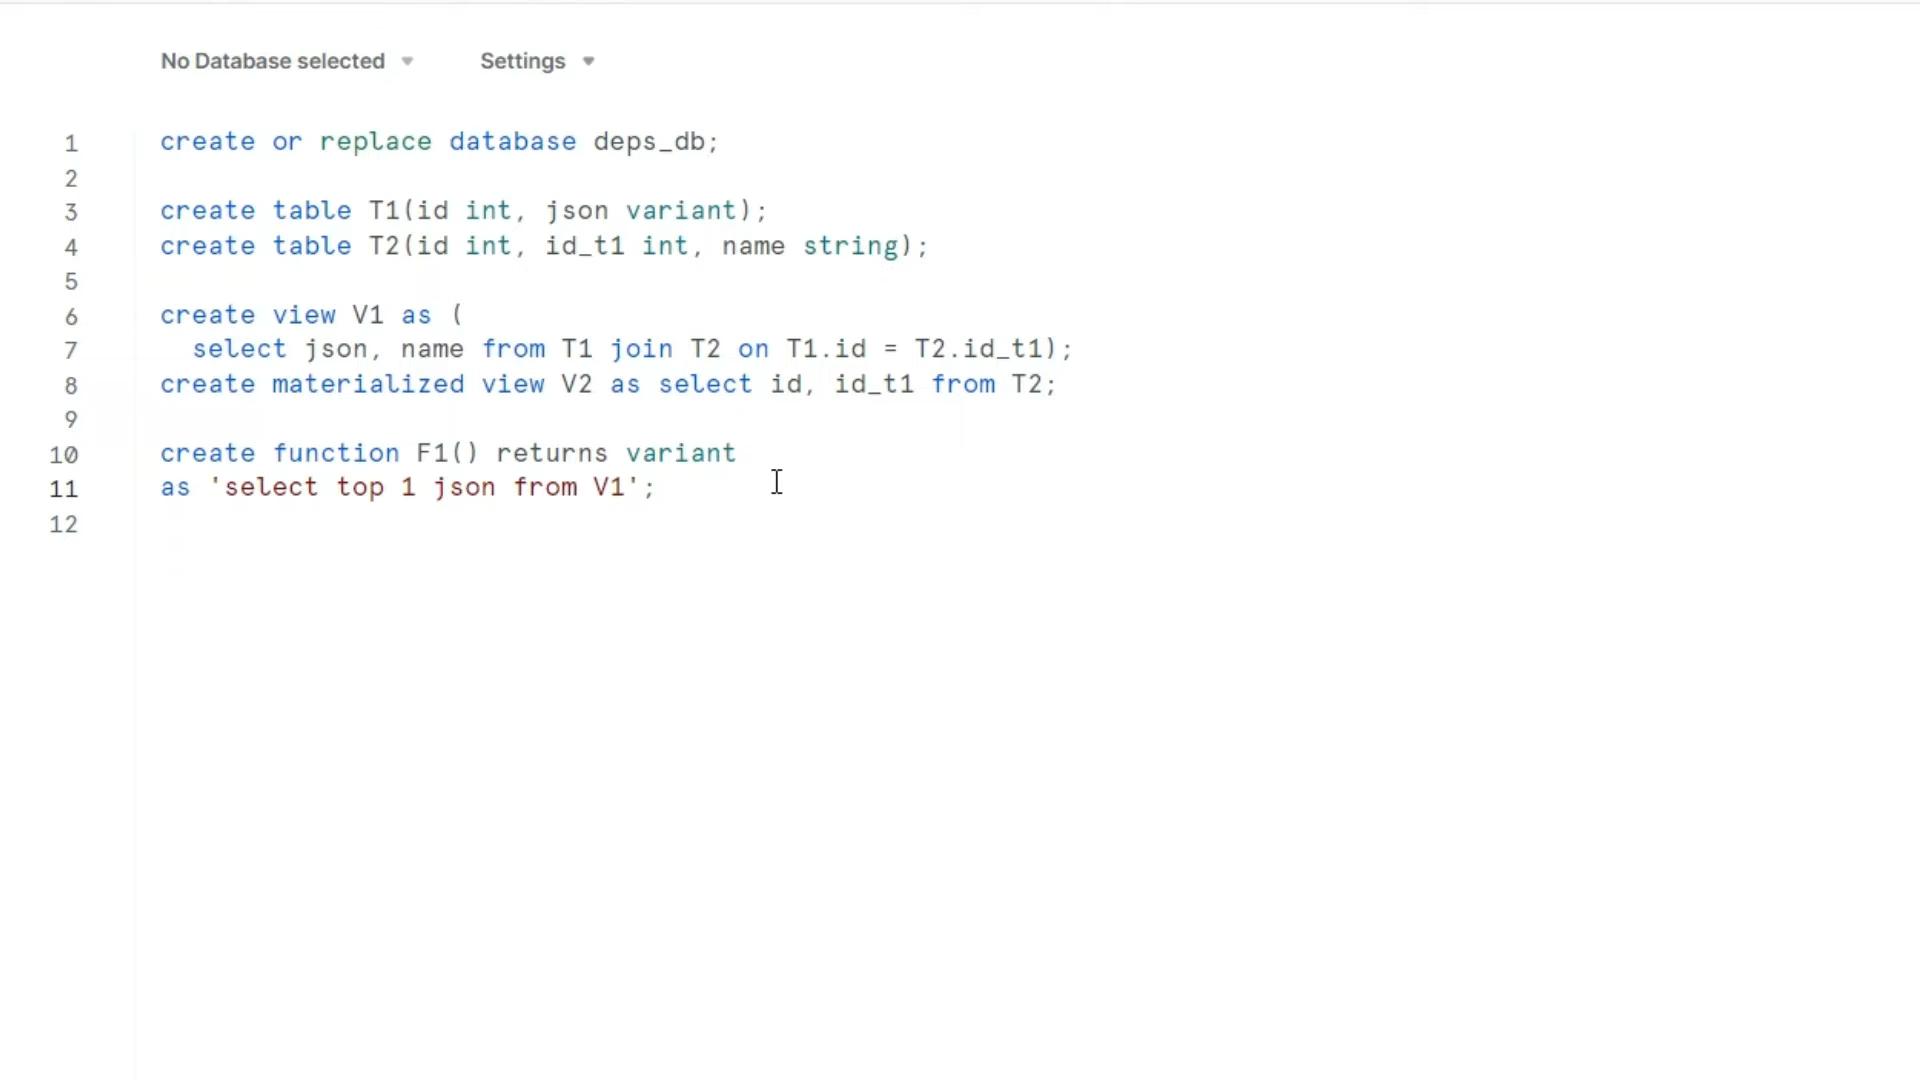 No Database selected Settings
1 create or replace database deps_db;
2
3 create table T1(id int, json variant);
4 create table T2(id int, id_t1 int, name string);
5
6 create view V1 as (
7 select json, name from T1 join T2 on T1.id = T2.id_t1);
8 create materialized view V2 as select id, id_t1 from T2;
9
10 create function F1() returns variant
11 as 'select top 1 json from V1';
12